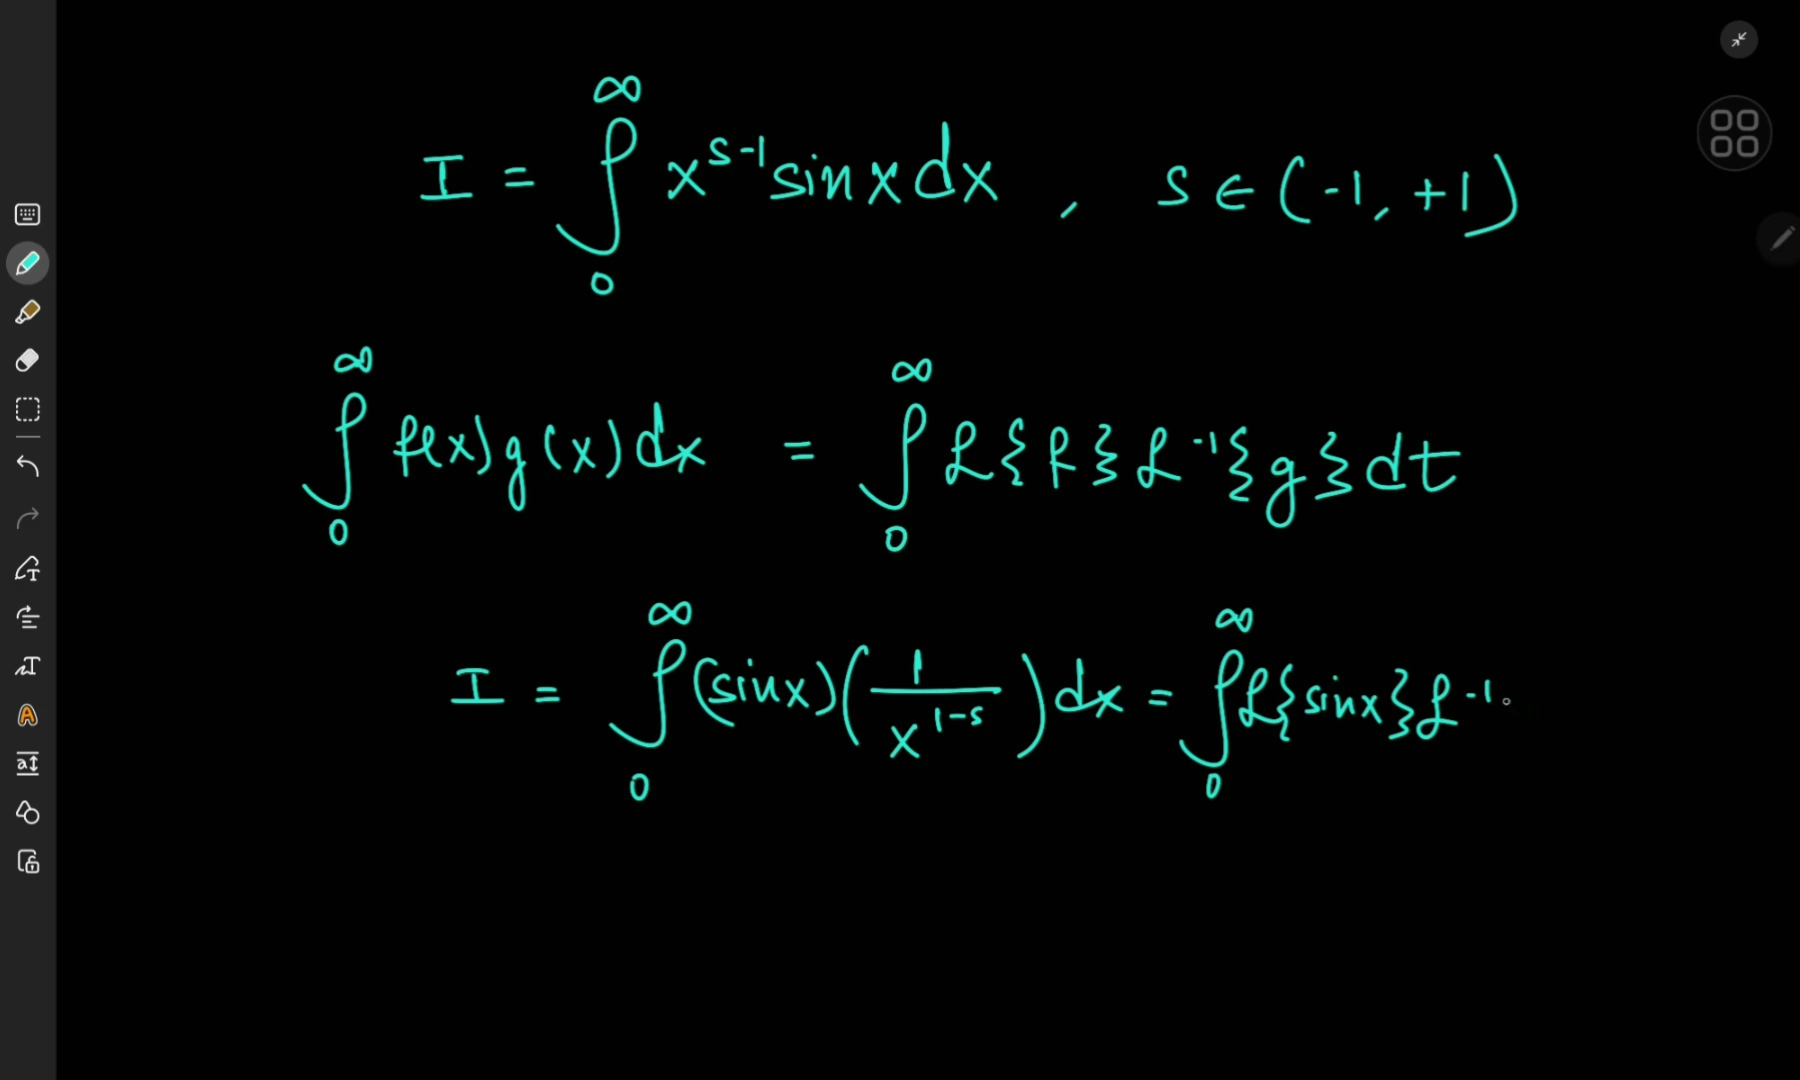 I = ∫₀^∞ x^{s-1} sin x dx , s ∈ (-1, +1)
∫₀^∞ f(x) g(x) dx = ∫₀^∞ ℒ{f} ℒ^{-1}{g} dt
I = ∫₀^∞ (sin x) (1/x^{1-s}) dx = ∫₀^∞ ℒ{sin x} ℒ^{-1}